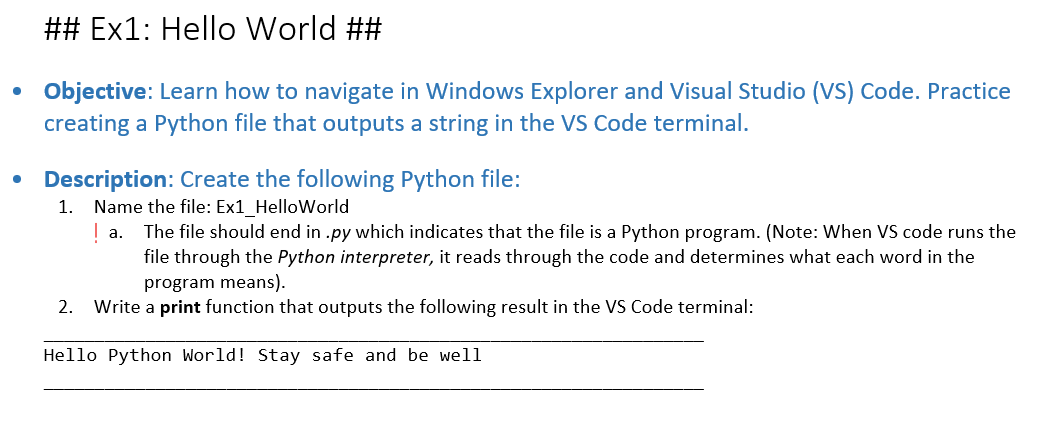 ## Ex1: Hello World ##
• Objective: Learn how to navigate in Windows Explorer and Visual Studio (VS) Code. Practice
creating a Python file that outputs a string in the VS Code terminal.
• Description: Create the following Python file:
1. Name the file: Ex1_HelloWorld
! a. The file should end in .py which indicates that the file is a Python program. (Note: When VS code runs the
file through the Python interpreter, it reads through the code and determines what each word in the
program means).
2. Write a print function that outputs the following result in the VS Code terminal:
Hello Python World! Stay safe and be well